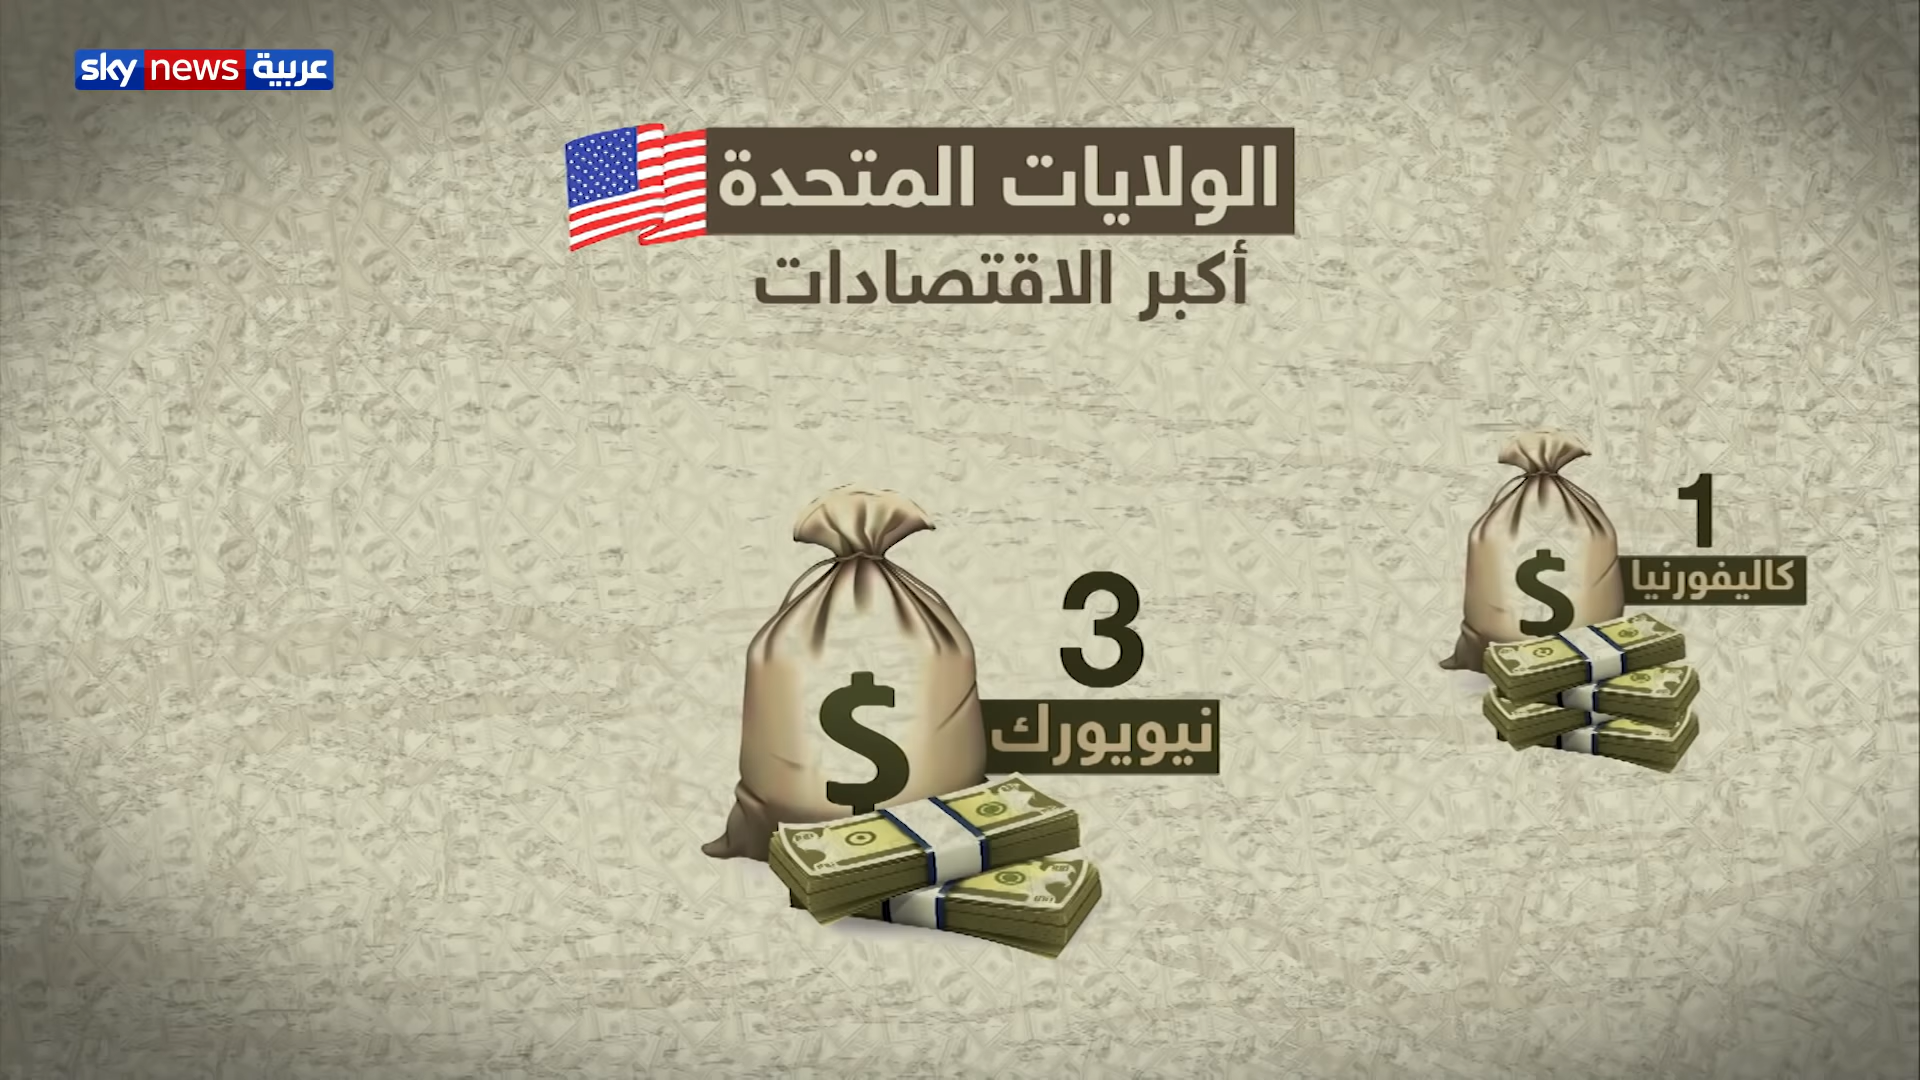 sky news عربية
الولايات المتحدة
أكبر الاقتصادات
1
كاليفورنيا
$
3
نيويورك
$